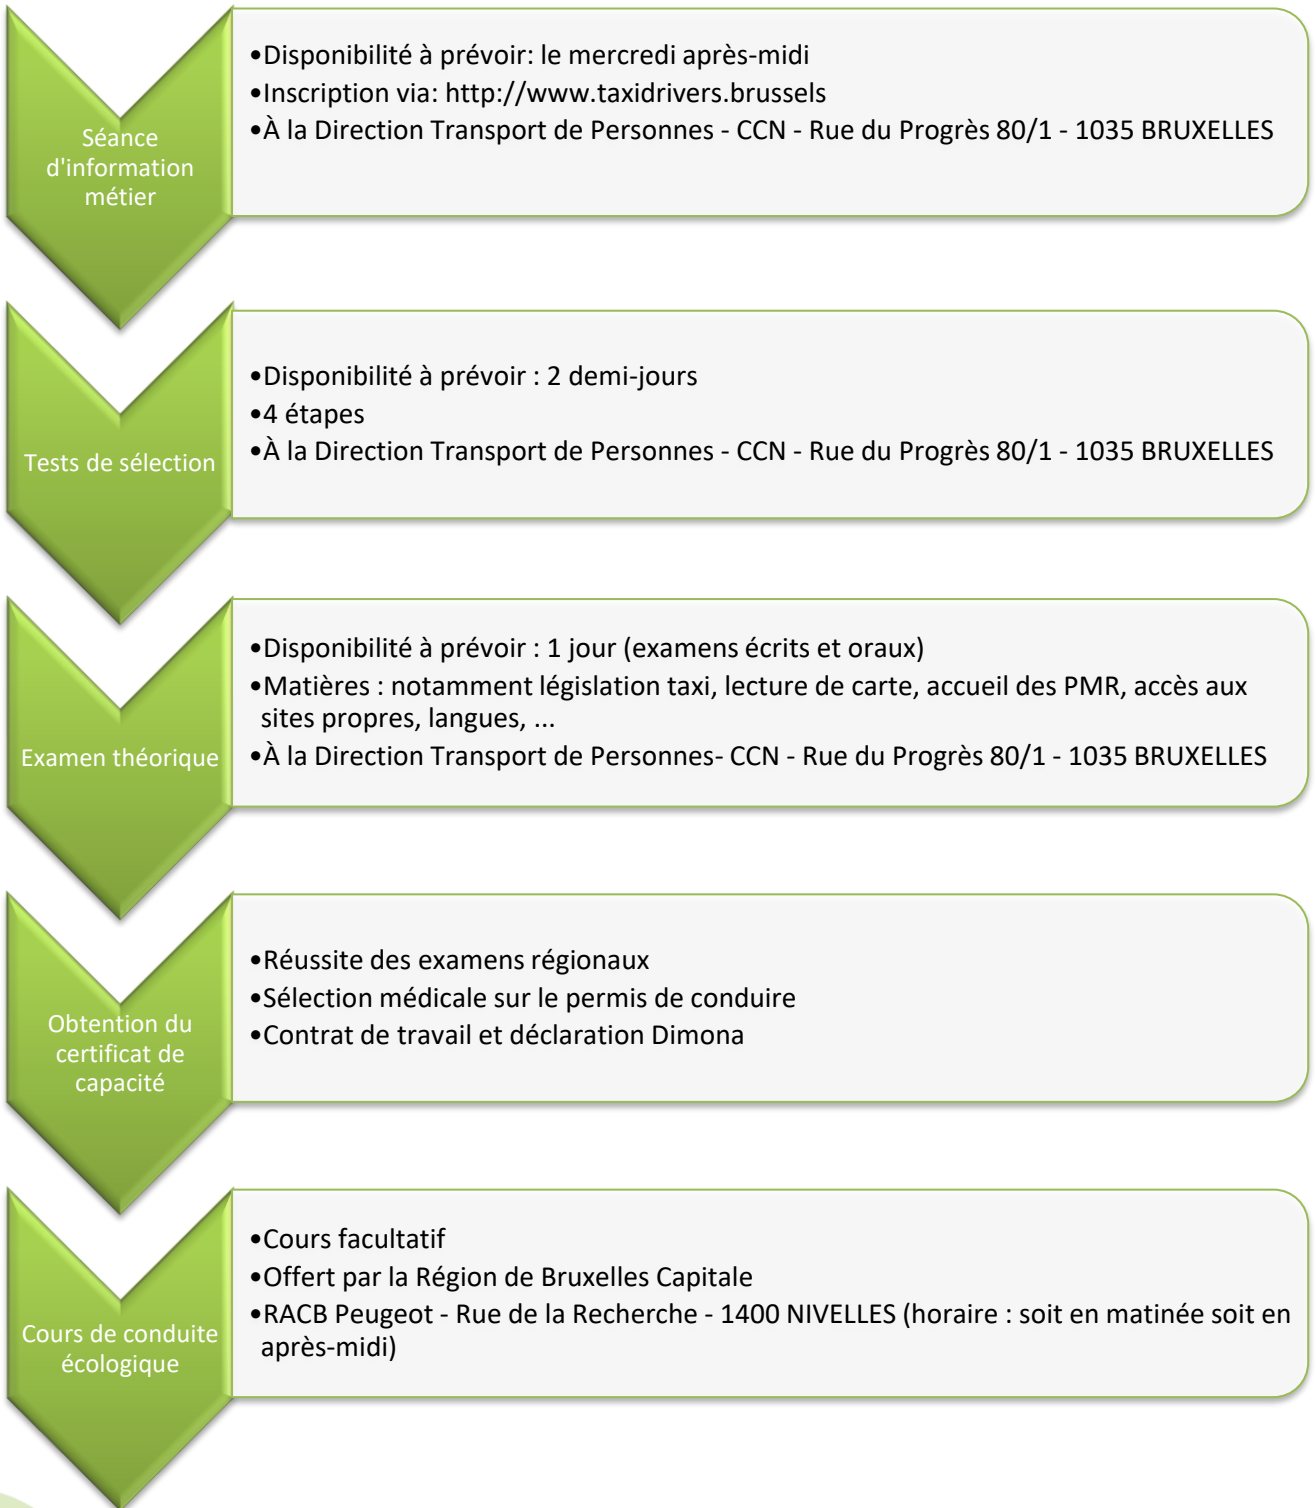 Séance
d'information
métier
•Disponibilité à prévoir: le mercredi après-midi
•Inscription via: http://www.taxidrivers.brussels
•À la Direction Transport de Personnes - CCN - Rue du Progrès 80/1 - 1035 BRUXELLES
Tests de sélection
•Disponibilité à prévoir : 2 demi-jours
•4 étapes
•À la Direction Transport de Personnes - CCN - Rue du Progrès 80/1 - 1035 BRUXELLES
Examen théorique
•Disponibilité à prévoir : 1 jour (examens écrits et oraux)
•Matières : notamment législation taxi, lecture de carte, accueil des PMR, accès aux
sites propres, langues, ...
•À la Direction Transport de Personnes- CCN - Rue du Progrès 80/1 - 1035 BRUXELLES
Obtention du
certificat de
capacité
•Réussite des examens régionaux
•Sélection médicale sur le permis de conduire
•Contrat de travail et déclaration Dimona
Cours de conduite
écologique
•Cours facultatif
•Offert par la Région de Bruxelles Capitale
•RACB Peugeot - Rue de la Recherche - 1400 NIVELLES (horaire : soit en matinée soit en
après-midi)